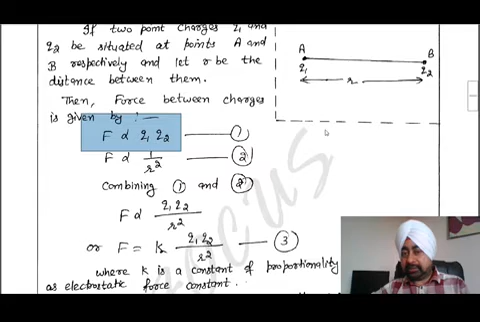 If two point charges q1 and
q2 be situated at points A and
B respectively and let r be the
distance between them.
Then, Force between charges
is given by :—
F ∝ q1 q2 —— ①
F ∝ 1/r² —— ②
Combining ① and ②
F ∝ q1 q2 / r²
or F = K q1 q2 / r² —— ③
where K is a constant of proportionality
as electrostatic force constant.
A B
q1 q2
r
FOCUS